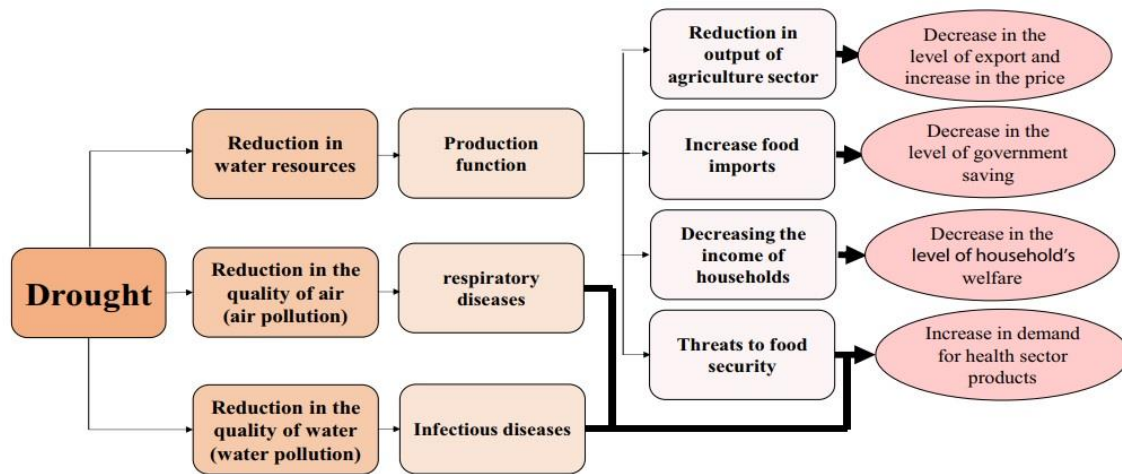 Drought
Reduction in
water resources
Production
function
Reduction in the
quality of air
(air pollution)
respiratory
diseases
Reduction in the
quality of water
(water pollution)
Infectious diseases
Reduction in
output of
agriculture sector
Decrease in the
level of export and
increase in the price
Increase food
imports
Decrease in the
level of government
saving
Decreasing the
income of
households
Decrease in the
level of household's
welfare
Threats to food
security
Increase in demand
for health sector
products